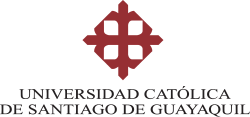 UNIVERSIDAD CATÓLICA
DE SANTIAGO DE GUAYAQUIL